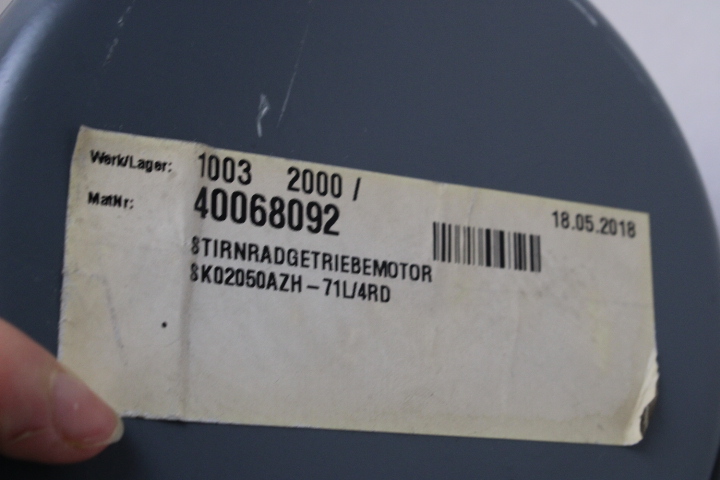 Werk/Lager: 1003 2000 /
MatNr: 40068092
18.05.2018
STIRNRADGETRIEBEMOTOR
SK02050AZH-71L/4RD